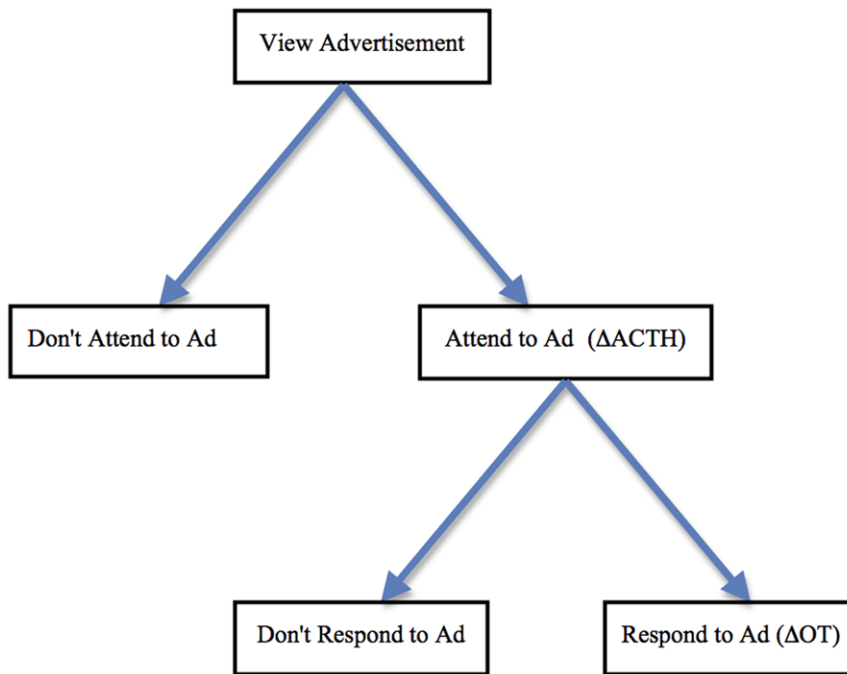 View Advertisement
Don't Attend to Ad
Attend to Ad (ΔACTH)
Don't Respond to Ad
Respond to Ad (ΔOT)